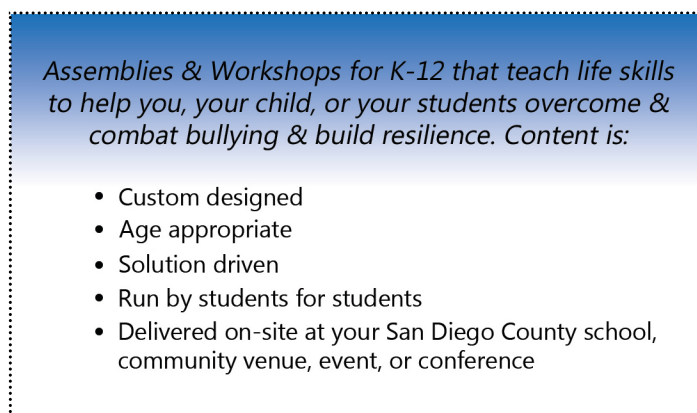 Assemblies & Workshops for K-12 that teach life skills
to help you, your child, or your students overcome &
combat bullying & build resilience. Content is:
• Custom designed
• Age appropriate
• Solution driven
• Run by students for students
• Delivered on-site at your San Diego County school,
community venue, event, or conference